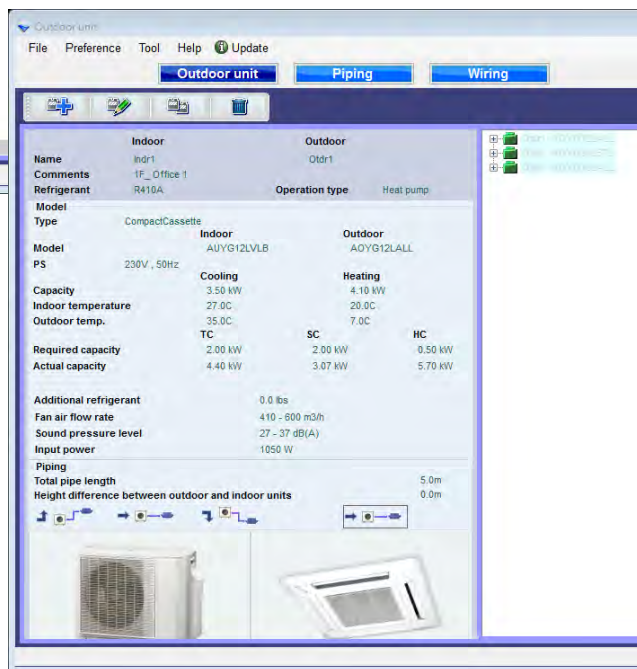 Outdoor unit
File Preference Tool Help Update
Outdoor unit Piping Wiring
Indoor Outdoor
Name Indr1 Otdr1
Comments 1F_ Office 1
Refrigerant R410A Operation type Heat pump
Model
Type CompactCassette
Indoor Outdoor
Model AUYG12LVLB AOYG12LALL
PS 230V , 50Hz
Cooling Heating
Capacity 3.50 kW 4.10 kW
Indoor temperature 27.0C 20.0C
Outdoor temp. 35.0C 7.0C
TC SC HC
Required capacity 2.00 kW 2.00 kW 0.50 kW
Actual capacity 4.40 kW 3.07 kW 5.70 kW
Additional refrigerant 0.0 lbs
Fan air flow rate 410 - 600 m3/h
Sound pressure level 27 - 37 dB(A)
Input power 1050 W
Piping
Total pipe length 5.0m
Height difference between outdoor and indoor units 0.0m